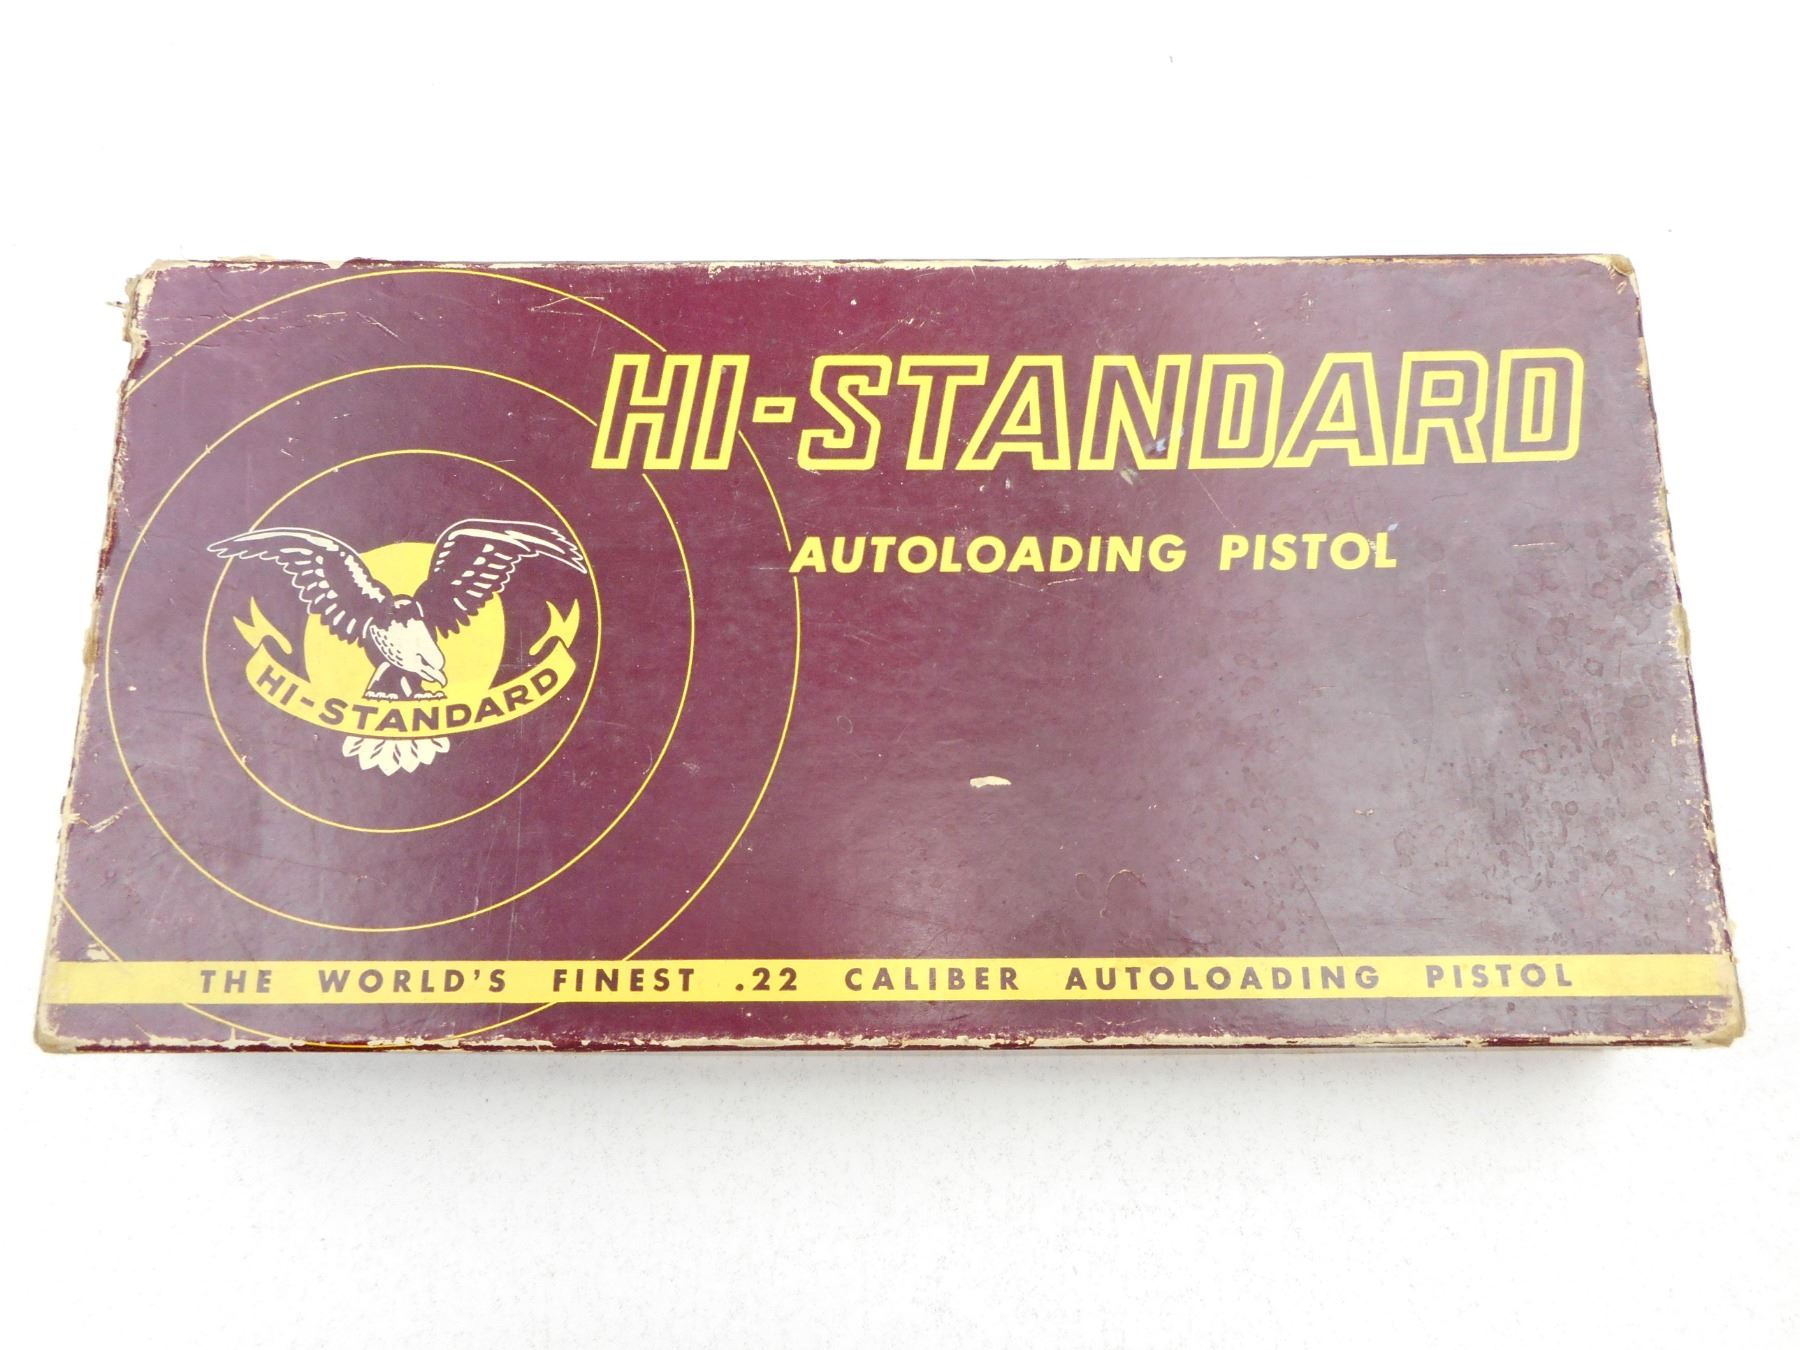 HI-STANDARD
AUTOLOADING PISTOL
HI-STANDARD
THE WORLD'S FINEST .22 CALIBER AUTOLOADING PISTOL